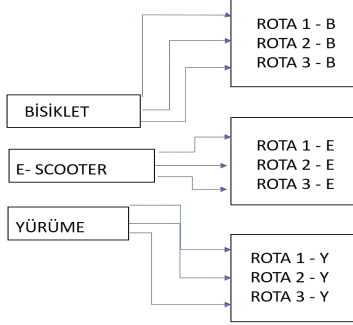 ROTA 1 - B
ROTA 2 - B
ROTA 3 - B
BİSİKLET
ROTA 1 - E
ROTA 2 - E
ROTA 3 - E
E- SCOOTER
YÜRÜME
ROTA 1 - Y
ROTA 2 - Y
ROTA 3 - Y